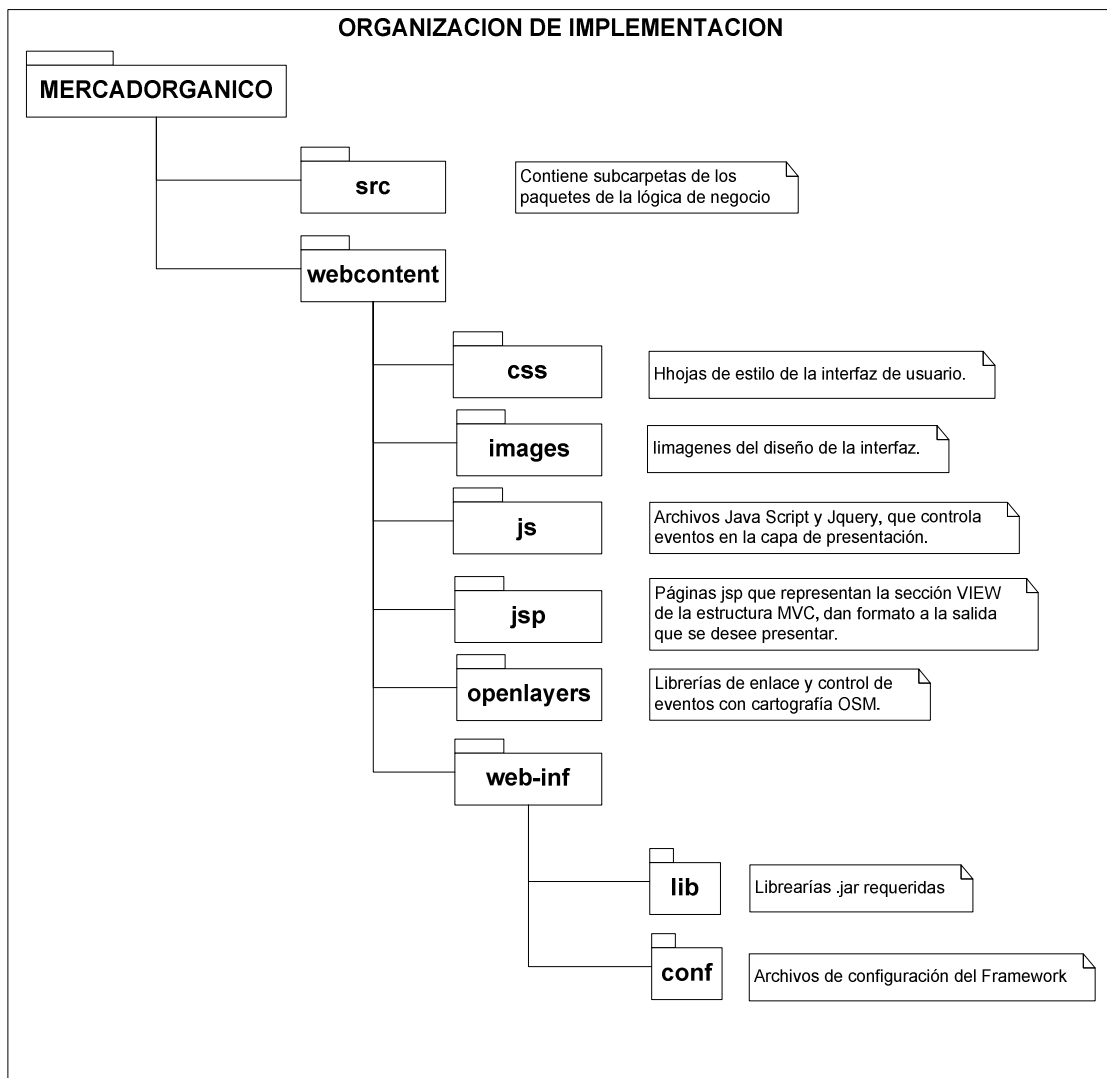 ORGANIZACION DE IMPLEMENTACION
MERCADORGANICO
src
Contiene subcarpetas de los
paquetes de la lógica de negocio
webcontent
css
Hhojas de estilo de la interfaz de usuario.
images
Iimagenes del diseño de la interfaz.
js
Archivos Java Script y Jquery, que controla
eventos en la capa de presentación.
jsp
Páginas jsp que representan la sección VIEW
de la estructura MVC, dan formato a la salida
que se desee presentar.
openlayers
Librerías de enlace y control de
eventos con cartografía OSM.
web-inf
lib
Librearías .jar requeridas
conf
Archivos de configuración del Framework